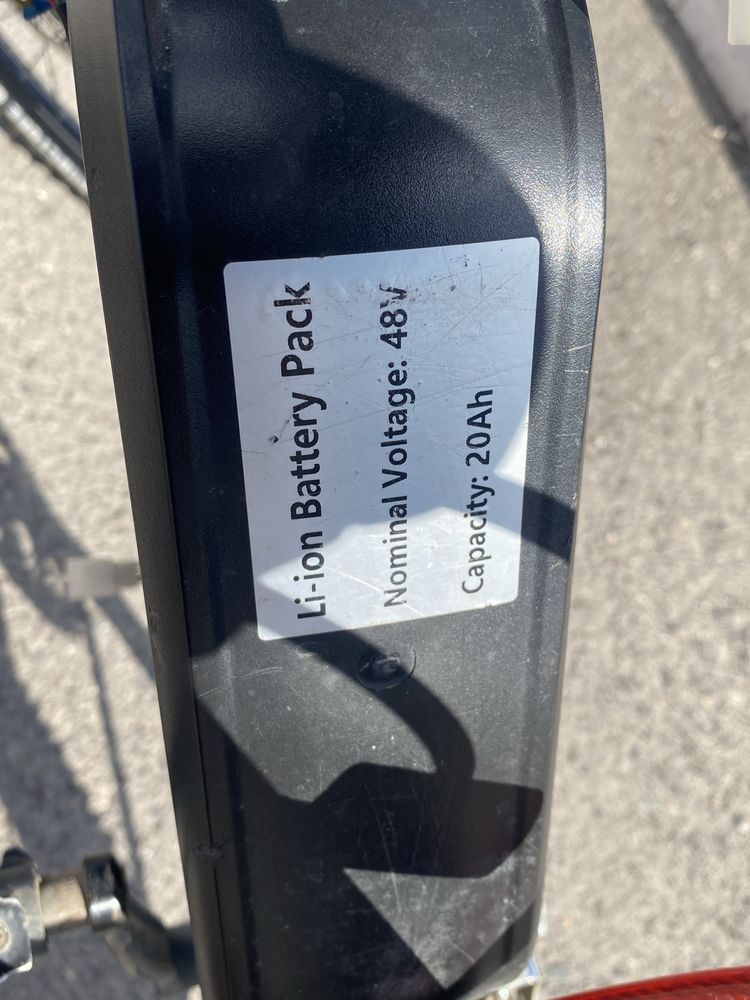 Li-ion Battery Pack
Nominal Voltage: 48V
Capacity: 20Ah